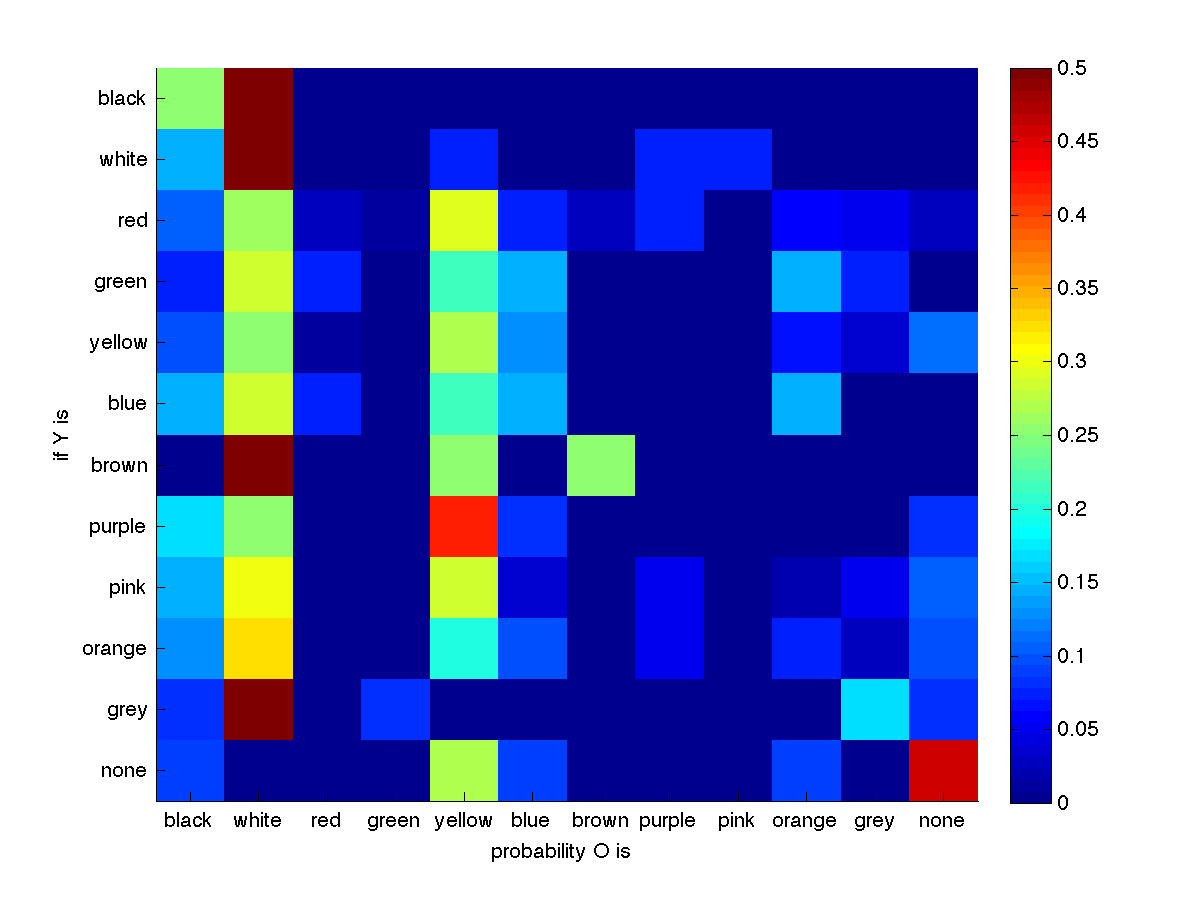 black
white
red
green
yellow
blue
brown
purple
pink
orange
grey
none
if Y is
black white red green yellow blue brown purple pink orange grey none
probability O is
0.5
0.45
0.4
0.35
0.3
0.25
0.2
0.15
0.1
0.05
0